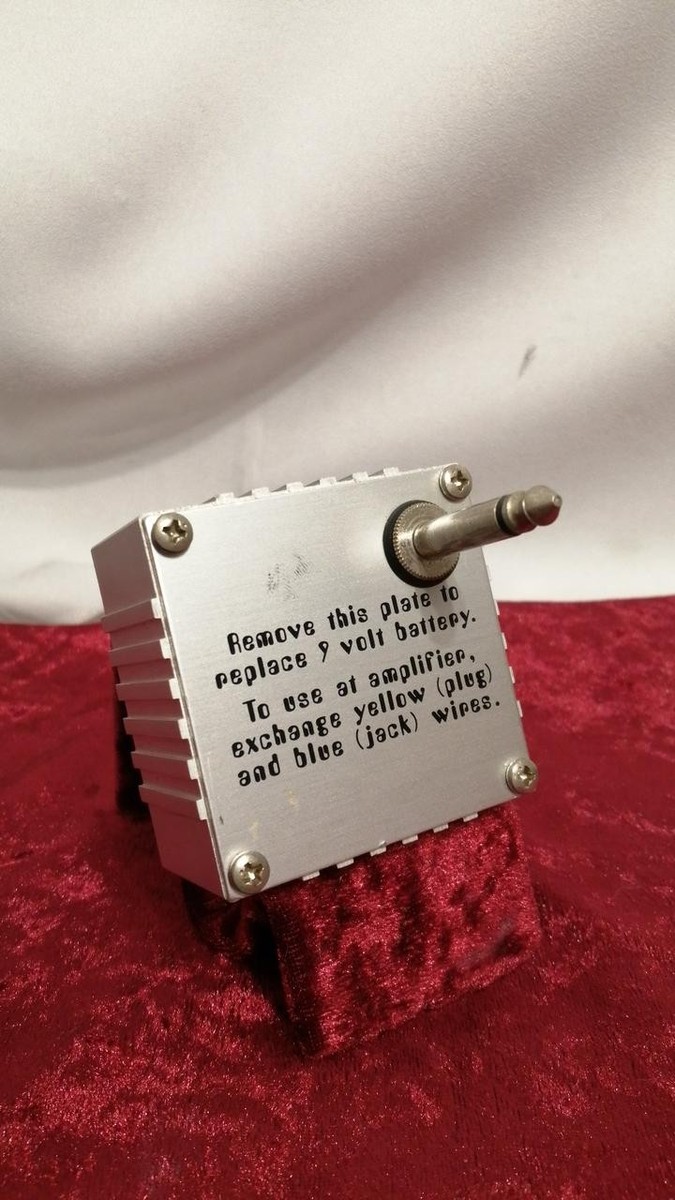 Remove this plate to
replace 9 volt battery.
To use at amplifier,
exchange yellow (plug)
and blue (jack) wires.